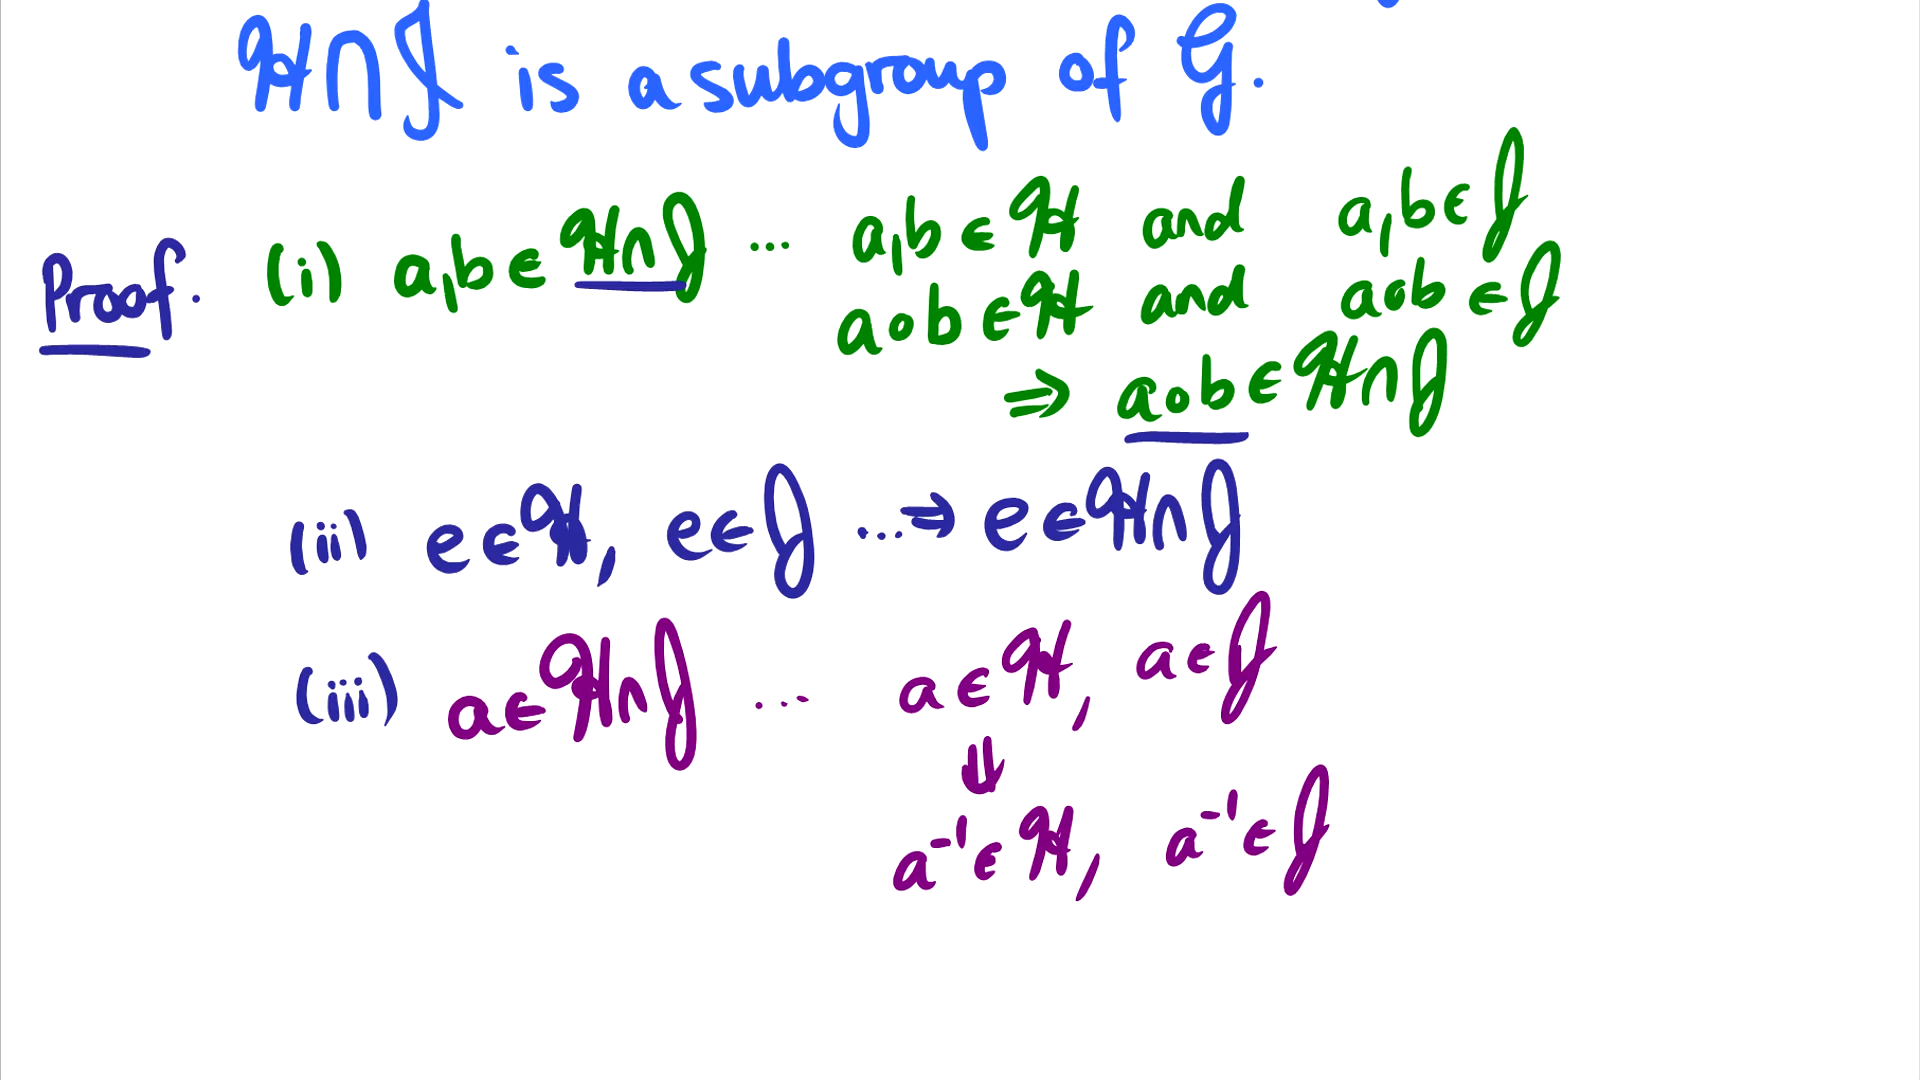 ℋ∩𝒥 is a subgroup of 𝒢.
Proof. (i) a,b ∈ ℋ∩𝒥 ... a,b ∈ ℋ and a,b ∈ 𝒥
a∘b ∈ ℋ and a∘b ∈ 𝒥
⇒ a∘b ∈ ℋ∩𝒥
(ii) e ∈ ℋ, e ∈ 𝒥 ... ⇒ e ∈ ℋ∩𝒥
(iii) a ∈ ℋ∩𝒥 ... a ∈ ℋ, a ∈ 𝒥
⇓
a⁻¹ ∈ ℋ, a⁻¹ ∈ 𝒥